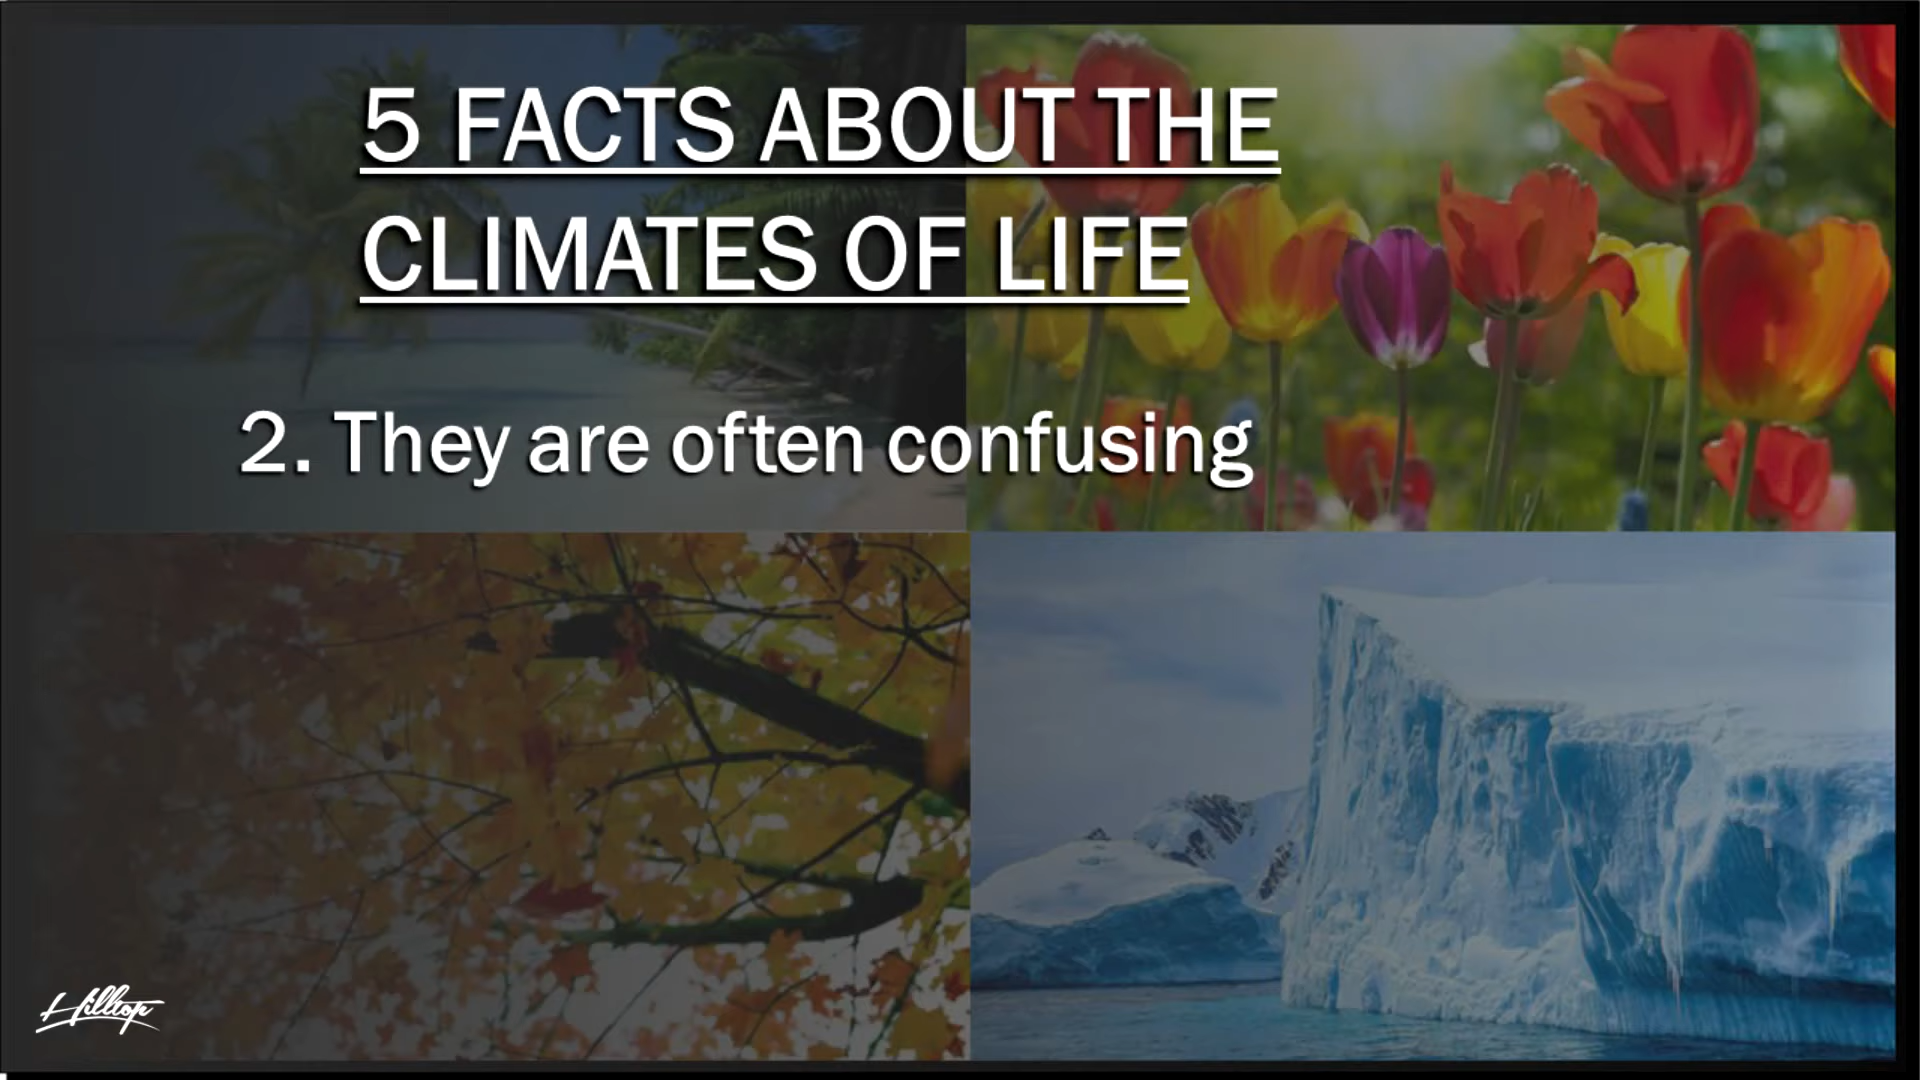 5 FACTS ABOUT THE
CLIMATES OF LIFE
2. They are often confusing
Hilltop